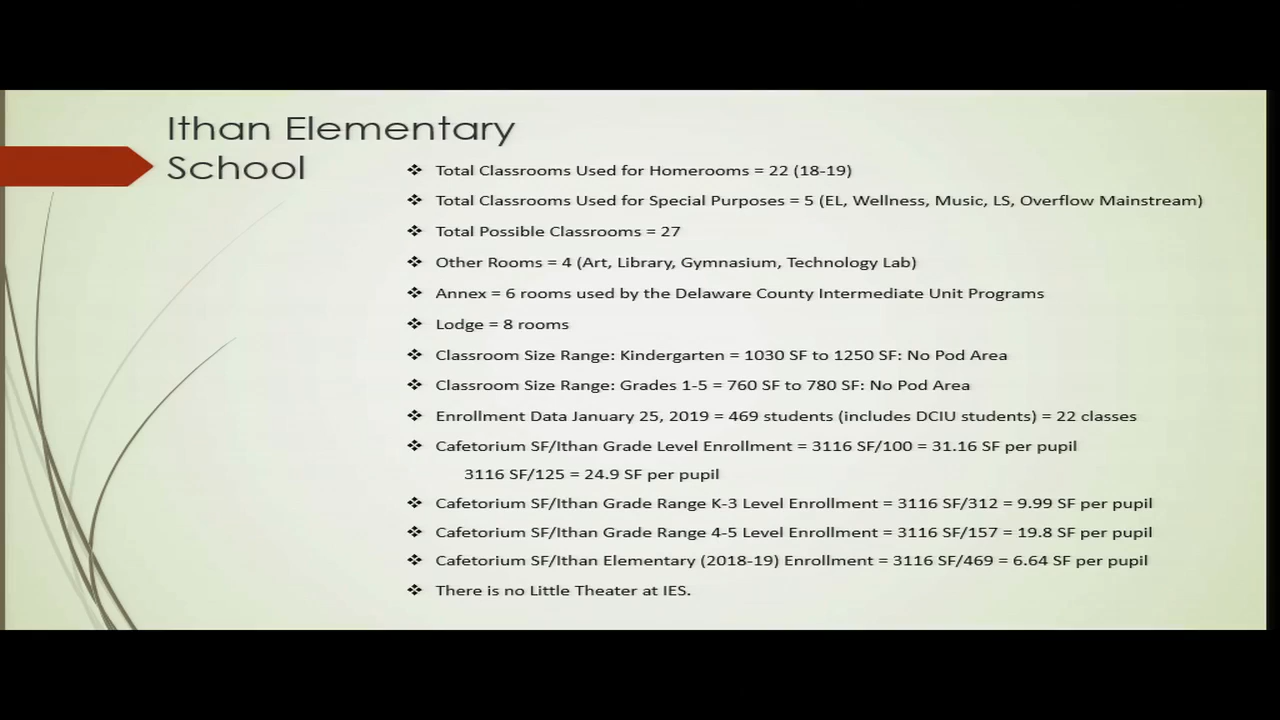 Ithan Elementary
School
❖ Total Classrooms Used for Homerooms = 22 (18-19)
❖ Total Classrooms Used for Special Purposes = 5 (EL, Wellness, Music, LS, Overflow Mainstream)
❖ Total Possible Classrooms = 27
❖ Other Rooms = 4 (Art, Library, Gymnasium, Technology Lab)
❖ Annex = 6 rooms used by the Delaware County Intermediate Unit Programs
❖ Lodge = 8 rooms
❖ Classroom Size Range: Kindergarten = 1030 SF to 1250 SF: No Pod Area
❖ Classroom Size Range: Grades 1-5 = 760 SF to 780 SF: No Pod Area
❖ Enrollment Data January 25, 2019 = 469 students (includes DCIU students) = 22 classes
❖ Cafetorium SF/Ithan Grade Level Enrollment = 3116 SF/100 = 31.16 SF per pupil
3116 SF/125 = 24.9 SF per pupil
❖ Cafetorium SF/Ithan Grade Range K-3 Level Enrollment = 3116 SF/312 = 9.99 SF per pupil
❖ Cafetorium SF/Ithan Grade Range 4-5 Level Enrollment = 3116 SF/157 = 19.8 SF per pupil
❖ Cafetorium SF/Ithan Elementary (2018-19) Enrollment = 3116 SF/469 = 6.64 SF per pupil
❖ There is no Little Theater at IES.